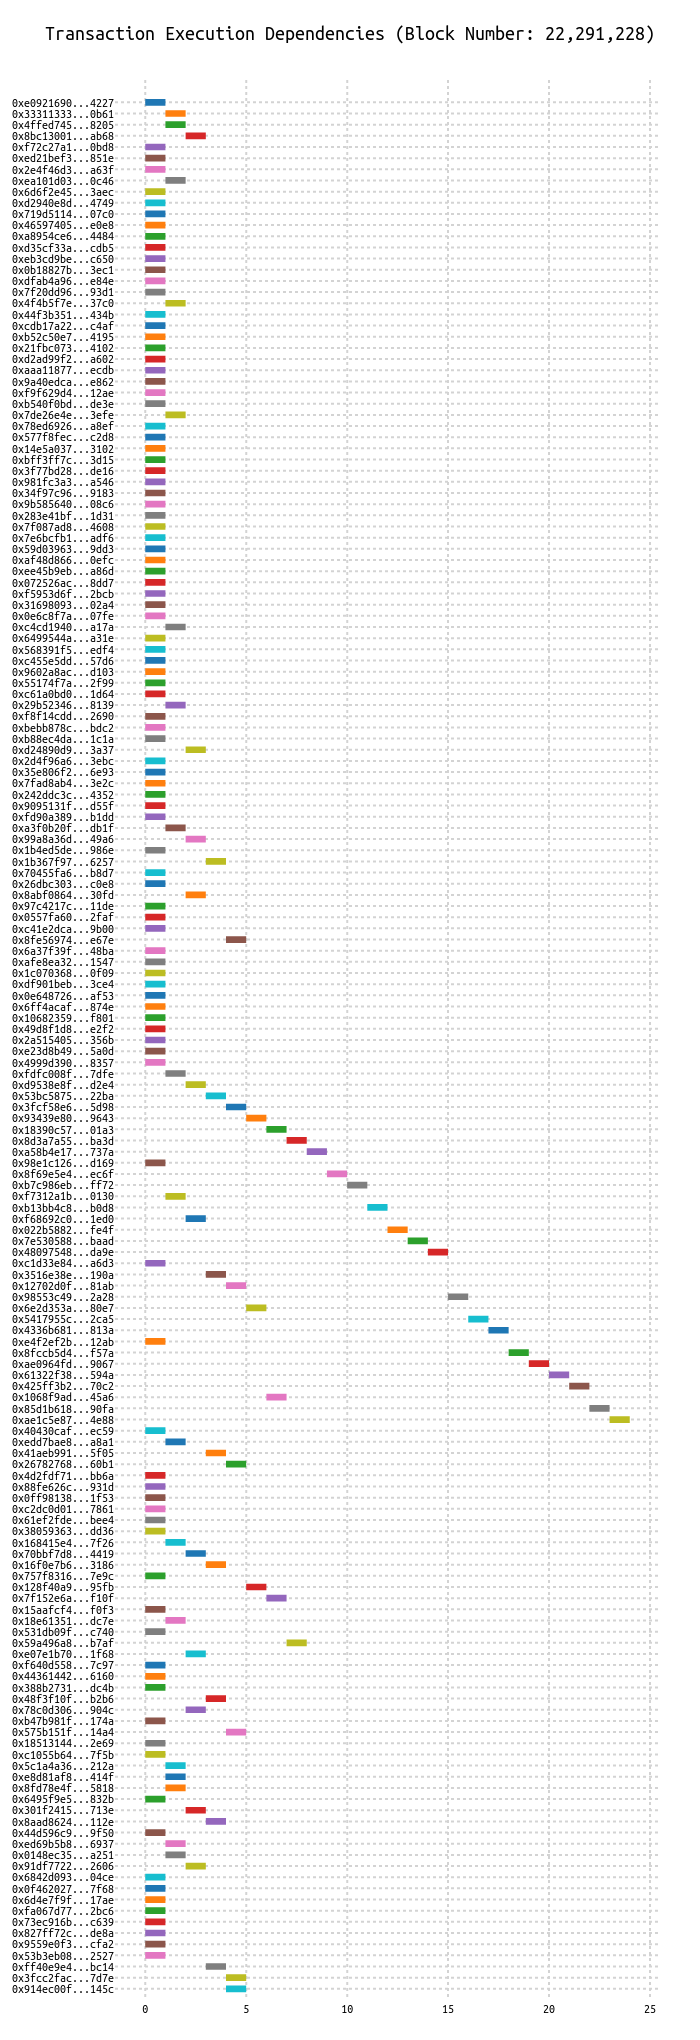 Transaction Execution Dependencies (Block Number: 22,291,228)
0xe0921690...4227
0x33311333...0b61
0x4ffed745...8205
0x8bc13001...ab68
0xf72c27a1...0bd8
0xed21bef3...851e
0x2e4f46d3...a63f
0xea101d03...0c46
0x6d6f2e45...3aec
0xd2940e8d...4749
0x719d5114...07c0
0x46597405...e0e8
0xa8954ce6...4484
0xd35cf33a...cdb5
0xeb3cd9be...c650
0x0b18827b...3ec1
0xdfab4a96...e84e
0x7f20dd96...93d1
0x4f4b5f7e...37c0
0x44f3b351...434b
0xcdb17a22...c4af
0xb52c50e7...4195
0x21fbc073...4102
0xd2ad99f2...a602
0xaaa11877...ecdb
0x9a40edca...e862
0xf9f629d4...12ae
0xb540f0bd...de3e
0x7de26e4e...3efe
0x78ed6926...a8ef
0x577f8fec...c2d8
0x14e5a037...3102
0xbff3ff7c...3d15
0x3f77bd28...de16
0x981fc3a3...a546
0x34f97c96...9183
0x9b585640...08c6
0x283e41bf...1d31
0x7f087ad8...4608
0x7e6bcfb1...adf6
0x59d03963...9dd3
0xaf48d866...0efc
0xee45b9eb...a86d
0x072526ac...8dd7
0xf5953d6f...2bcb
0x31698093...02a4
0x0e6c8f7a...07fe
0xc4cd1940...a17a
0x6499544a...a31e
0x568391f5...edf4
0xc455e5dd...57d6
0x9602a8ac...d103
0x55174f7a...2f99
0xc61a0bd0...1d64
0x29b52346...8139
0xf8f14cdd...2690
0xbebb878c...bdc2
0xb88ec4da...1c1a
0xd24890d9...3a37
0x2d4f96a6...3ebc
0x35e806f2...6e93
0x7fad8ab4...3e2c
0x242ddc3c...4352
0x9095131f...d55f
0xfd90a389...b1dd
0xa3f0b20f...db1f
0x99a8a36d...49a6
0x1b4ed5de...986e
0x1b367f97...6257
0x70455fa6...b8d7
0x26dbc303...c0e8
0x8abf0864...30fd
0x97c4217c...11de
0x0557fa60...2faf
0xc41e2dca...9b00
0x8fe56974...e67e
0x6a37f39f...48ba
0xafe8ea32...1547
0x1c070368...0f09
0xdf901beb...3ce4
0x0e648726...af53
0x6ff4acaf...874e
0x10682359...f801
0x49d8f1d8...e2f2
0x2a515405...356b
0xe23d8b49...5a0d
0x4999d390...8357
0xfdfc008f...7dfe
0xd9538e8f...d2e4
0x53bc5875...22ba
0x3fcf58e6...5d98
0x93439e80...9643
0x18390c57...01a3
0x8d3a7a55...ba3d
0xa58b4e17...737a
0x98e1c126...d169
0x8f69e5e4...ec6f
0xb7c986eb...ff72
0xf7312a1b...0130
0xb13bb4c8...b0d8
0xf68692c0...1ed0
0x022b5882...fe4f
0x7e530588...baad
0x48097548...da9e
0xc1d33e84...a6d3
0x3516e38e...190a
0x12702d0f...81ab
0x98553c49...2a28
0x6e2d353a...80e7
0x5417955c...2ca5
0x4336b681...813a
0xe4f2ef2b...12ab
0x8fccb5d4...f57a
0xae0964fd...9067
0x61322f38...594a
0x425ff3b2...70c2
0x1068f9ad...45a6
0x85d1b618...90fa
0xae1c5e87...4e88
0x40430caf...ec59
0xedd7bae8...a8a1
0x41aeb991...5f05
0x26782768...60b1
0x4d2fdf71...bb6a
0x88fe626c...931d
0x0ff98138...1f53
0xc2dc0d01...7861
0x61ef2fde...bee4
0x38059363...dd36
0x168415e4...7f26
0x70bbf7d8...4419
0x16f0e7b6...3186
0x757f8316...7e9c
0x128f40a9...95fb
0x7f152e6a...f10f
0x15aafcf4...f0f3
0x18e61351...dc7e
0x531db09f...c740
0x59a496a8...b7af
0xe07e1b70...1f68
0xf640d558...7c97
0x44361442...6160
0x388b2731...dc4b
0x48f3f10f...b2b6
0x78c0d306...904c
0xb47b981f...174a
0x575b151f...14a4
0x18513144...2e69
0xc1055b64...7f5b
0x5c1a4a36...212a
0xe8d81af8...414f
0x8fd78e4f...5818
0x6495f9e5...832b
0x301f2415...713e
0x8aad8624...112e
0x44d596c9...9f50
0xed69b5b8...6937
0x0148ec35...a251
0x91df7722...2606
0x6842d093...04ce
0x0f462027...7f68
0x6d4e7f9f...17ae
0xfa067d77...2bc6
0x73ec916b...c639
0x827ff72c...de8a
0x9559e0f3...cfa2
0x53b3eb08...2527
0xff40e9e4...bc14
0x3fcc2fac...7d7e
0x914ec00f...145c
0 5 10 15 20 25